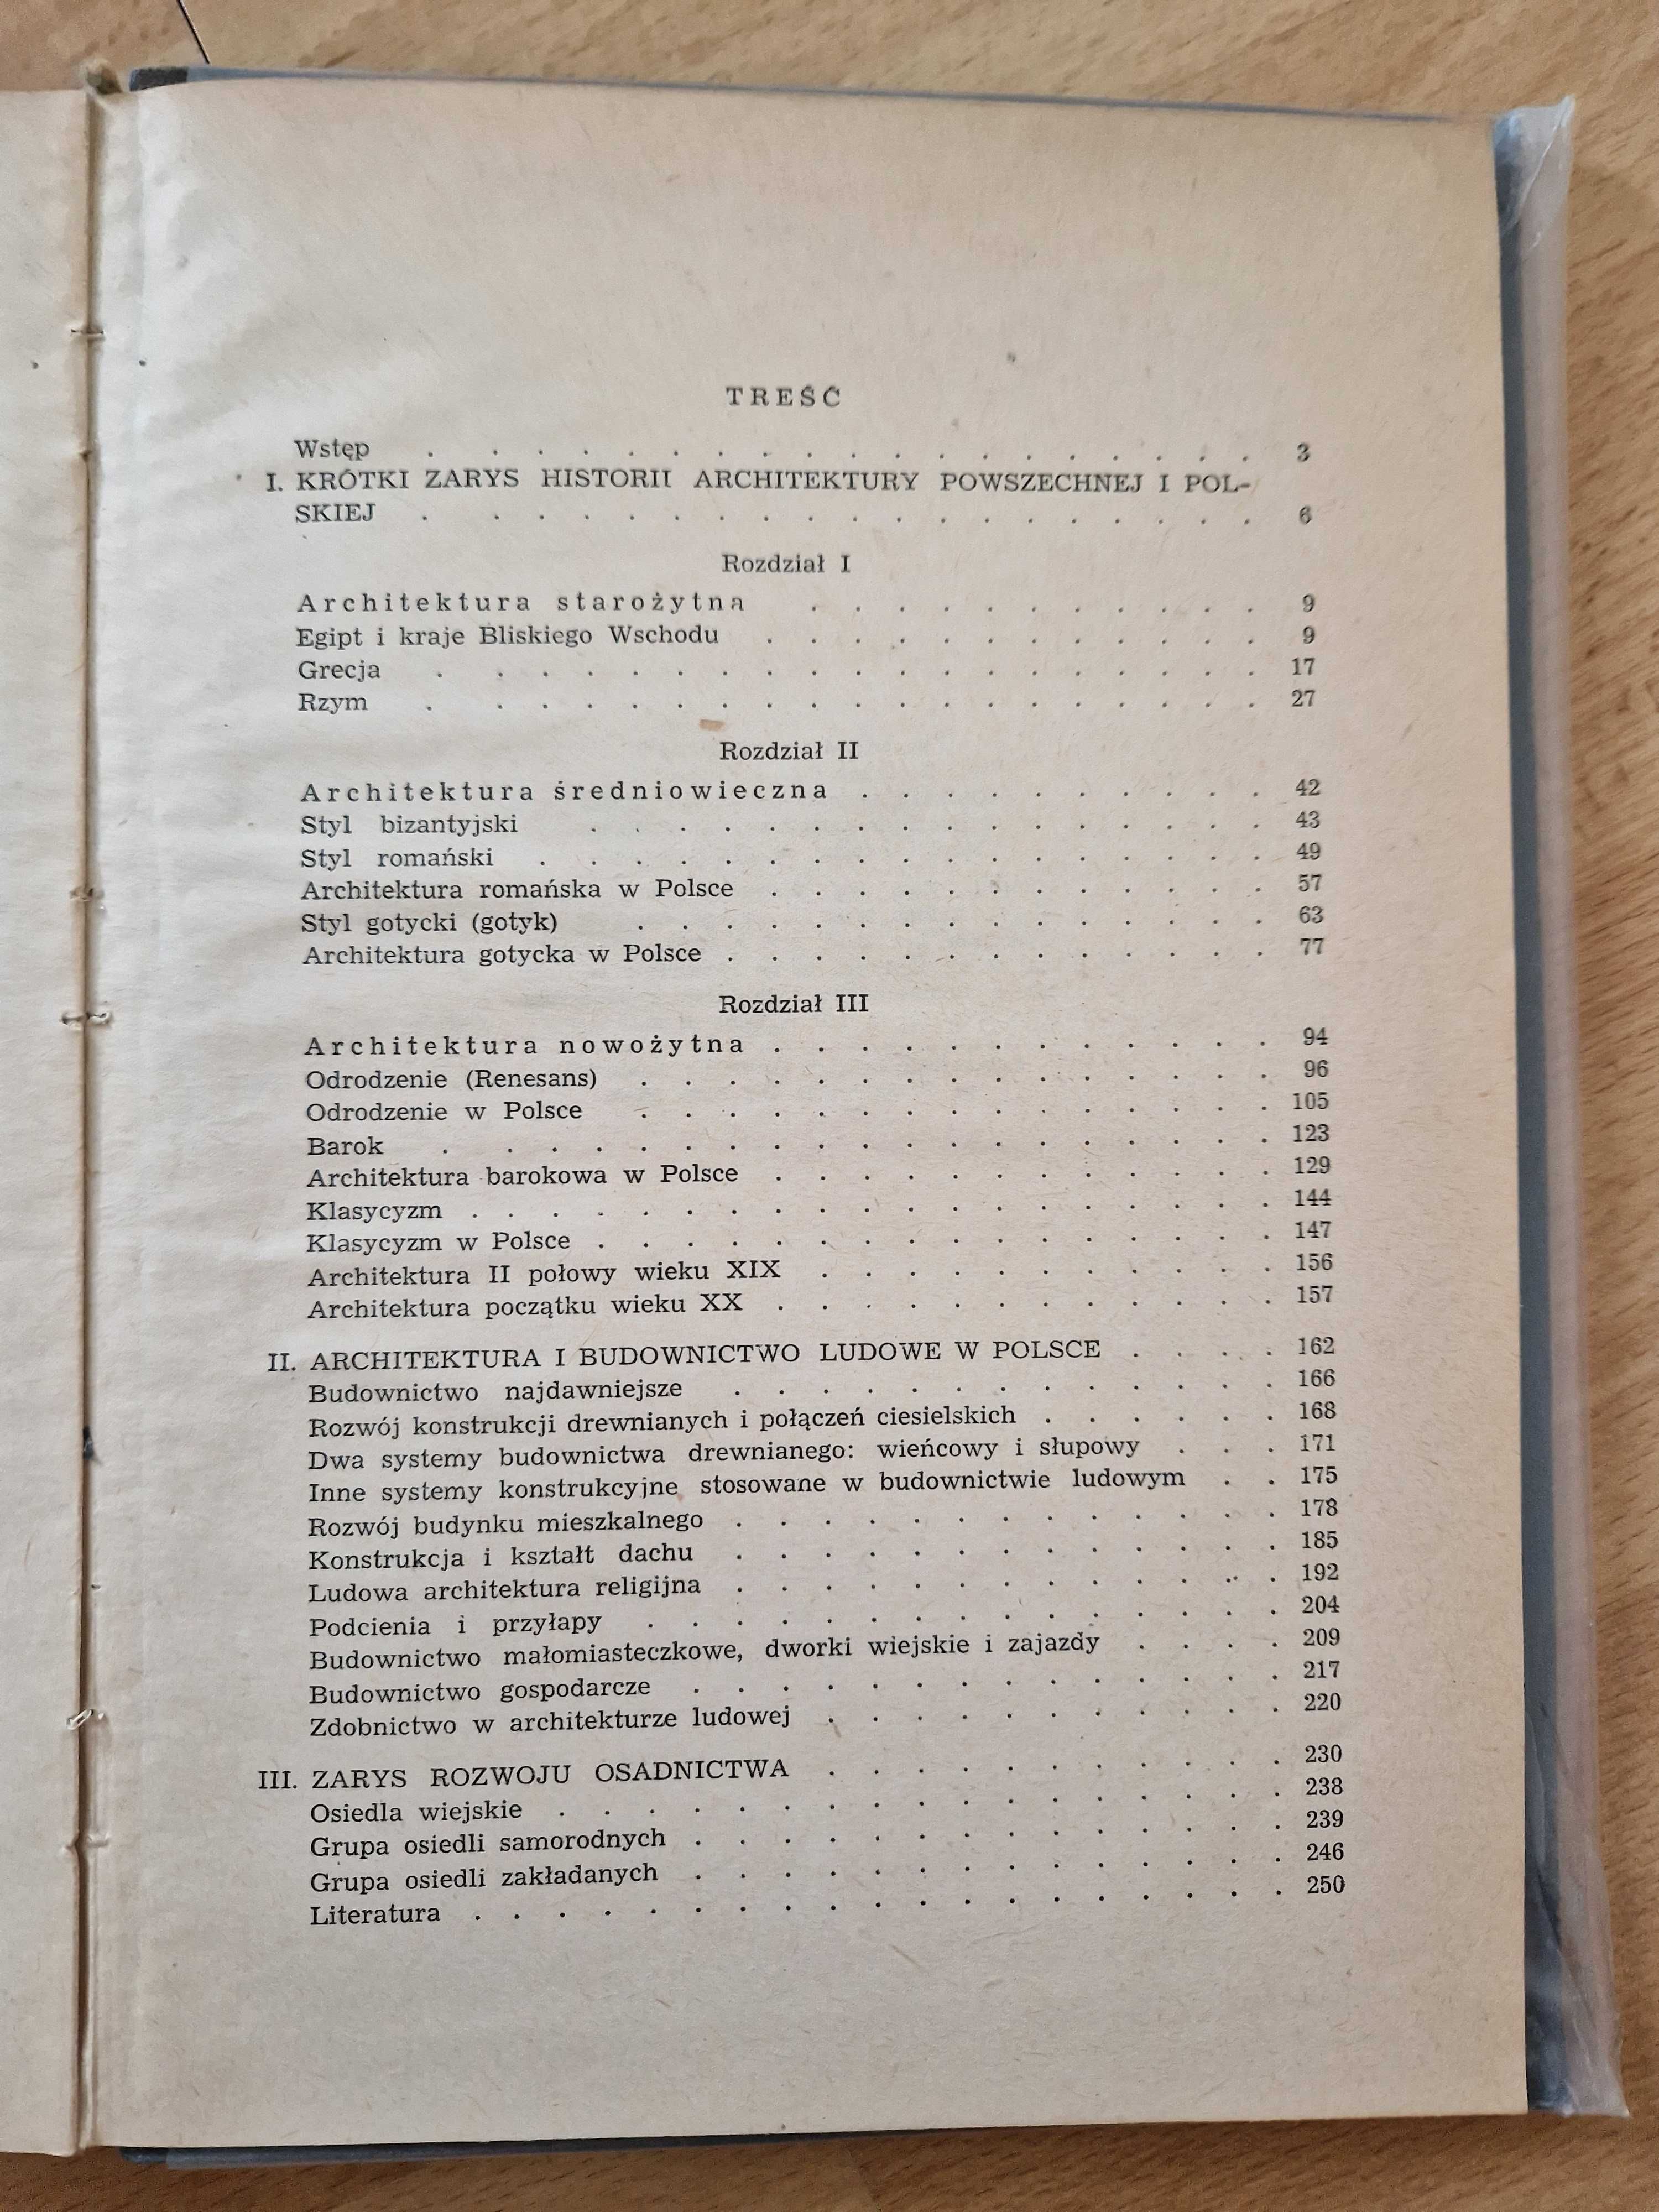 TREŚĆ
Wstęp . . . . . . . . . . . . . . . . . . 3
I. KRÓTKI ZARYS HISTORII ARCHITEKTURY POWSZECHNEJ I POL-
SKIEJ . . . . . . . . . . . . . . . . . . 6
Rozdział I
Architektura starożytna . . . . . . . . . . . 9
Egipt i kraje Bliskiego Wschodu . . . . . . . . . . . . 9
Grecja . . . . . . . . . . . . . . . . . . 17
Rzym . . . . . . . . . . . . . . . . . . 27
Rozdział II
Architektura średniowieczna . . . . . . . . . . 42
Styl bizantyjski . . . . . . . . . . . . . . . . 43
Styl romański . . . . . . . . . . . . . . . . . 49
Architektura romańska w Polsce . . . . . . . . . . . . 57
Styl gotycki (gotyk) . . . . . . . . . . . . . . . 63
Architektura gotycka w Polsce . . . . . . . . . . . . . 77
Rozdział III
Architektura nowożytna . . . . . . . . . . . . 94
Odrodzenie (Renesans) . . . . . . . . . . . . . . . 96
Odrodzenie w Polsce . . . . . . . . . . . . . . . 105
Barok . . . . . . . . . . . . . . . . . . . 123
Architektura barokowa w Polsce . . . . . . . . . . . . 129
Klasycyzm . . . . . . . . . . . . . . . . . . . 144
Klasycyzm w Polsce . . . . . . . . . . . . . . . . 147
Architektura II połowy wieku XIX . . . . . . . . . . . 156
Architektura początku wieku XX . . . . . . . . . . . . 157
II. ARCHITEKTURA I BUDOWNICTWO LUDOWE W POLSCE . . . . 162
Budownictwo najdawniejsze . . . . . . . . . . . . . 166
Rozwój konstrukcji drewnianych i połączeń ciesielskich . . . . . . 168
Dwa systemy budownictwa drewnianego: wieńcowy i słupowy . . . 171
Inne systemy konstrukcyjne stosowane w budownictwie ludowym . . 175
Rozwój budynku mieszkalnego . . . . . . . . . . . . . 178
Konstrukcja i kształt dachu . . . . . . . . . . . . . 185
Ludowa architektura religijna . . . . . . . . . . . . . 192
Podcienia i przyłapy . . . . . . . . . . . . . . . 204
Budownictwo małomiasteczkowe, dworki wiejskie i zajazdy . . . . 209
Budownictwo gospodarcze . . . . . . . . . . . . . . 217
Zdobnictwo w architekturze ludowej . . . . . . . . . . . 220
III. ZARYS ROZWOJU OSADNICTWA . . . . . . . . . . . 230
Osiedla wiejskie . . . . . . . . . . . . . . . . . 238
Grupa osiedli samorodnych . . . . . . . . . . . . . . 239
Grupa osiedli zakładanych . . . . . . . . . . . . . . 246
Literatura . . . . . . . . . . . . . . . . . . . 250